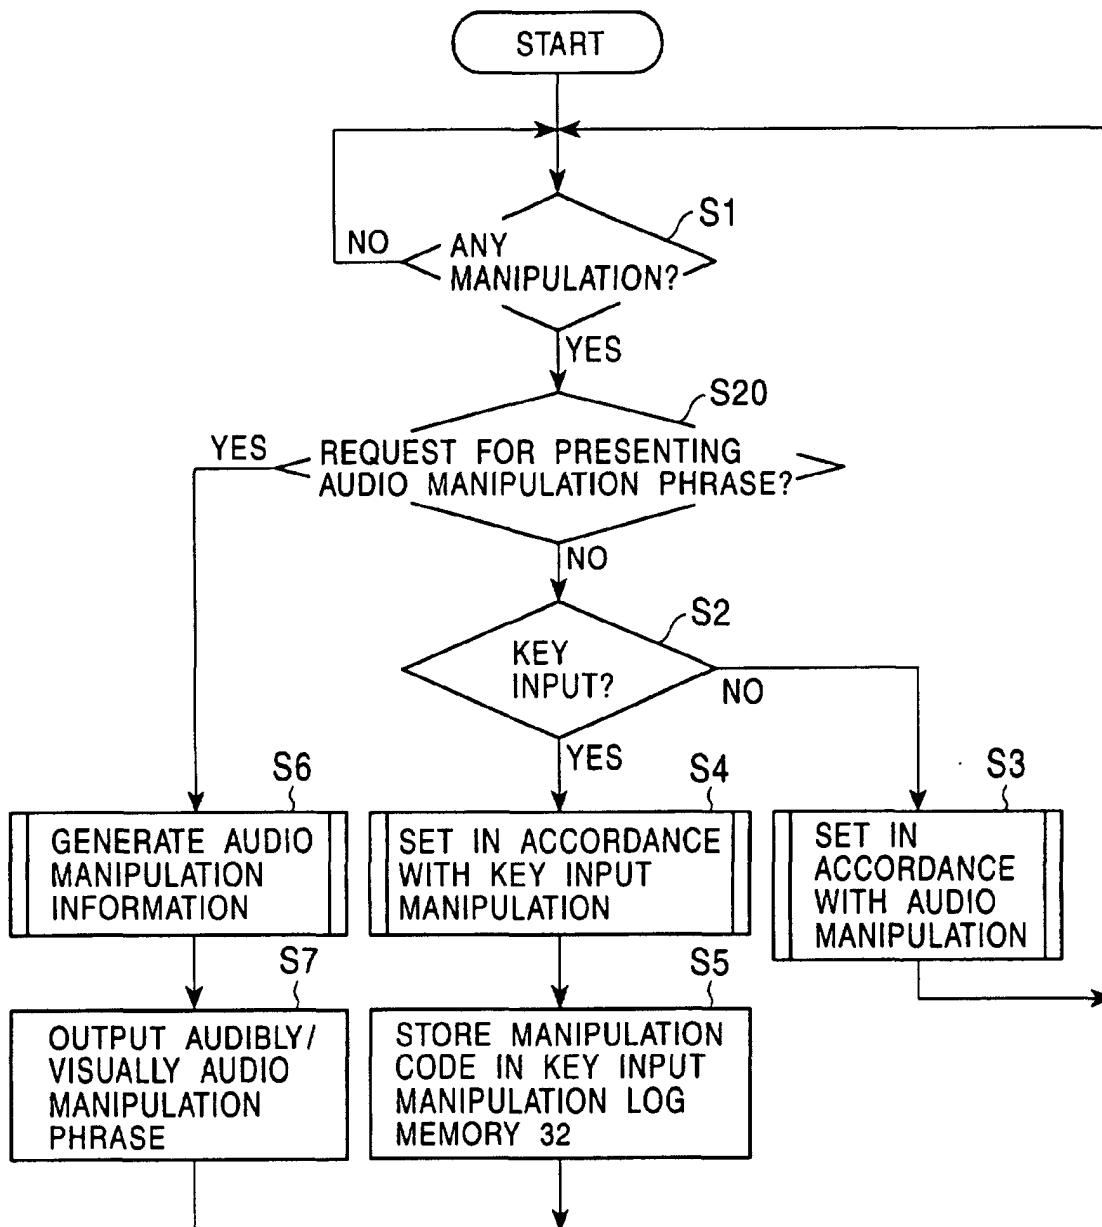 START
S1
NO
ANY
MANIPULATION?
YES
S20
YES
REQUEST FOR PRESENTING
AUDIO MANIPULATION PHRASE?
NO
S2
KEY
INPUT?
NO
YES
S6
GENERATE AUDIO
MANIPULATION
INFORMATION
S4
SET IN ACCORDANCE
WITH KEY INPUT
MANIPULATION
S3
SET IN
ACCORDANCE
WITH AUDIO
MANIPULATION
S7
OUTPUT AUDIBLY/
VISUALLY AUDIO
MANIPULATION
PHRASE
S5
STORE MANIPULATION
CODE IN KEY INPUT
MANIPULATION LOG
MEMORY 32